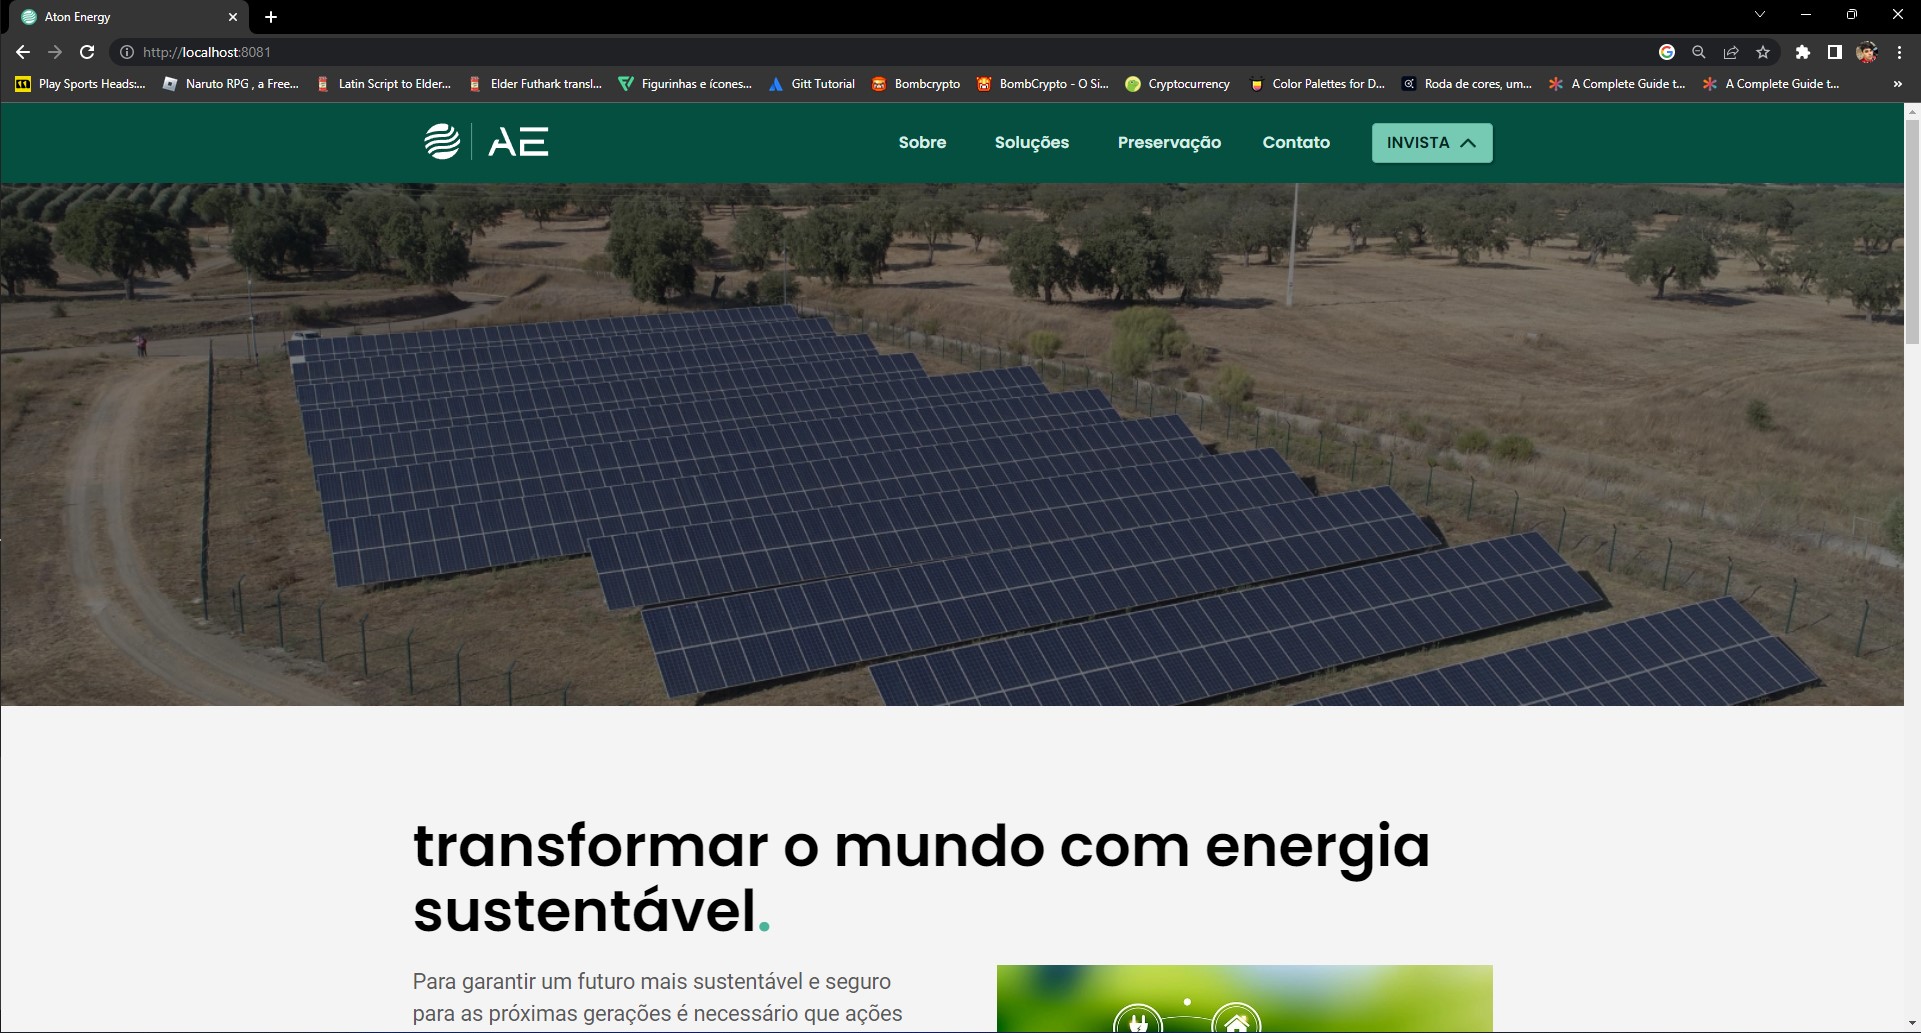 Aton Energy
http://localhost:8081
Play Sports Heads:... Naruto RPG , a Free... Latin Script to Elder... Elder Futhark transl... Figurinhas e ícones... Gitt Tutorial Bombcrypto BombCrypto - O Si... Cryptocurrency Color Palettes for D... Roda de cores, um... A Complete Guide t... A Complete Guide t... »
AE Sobre Soluções Preservação Contato INVISTA
transformar o mundo com energia
sustentável.
Para garantir um futuro mais sustentável e seguro
para as próximas gerações é necessário que ações